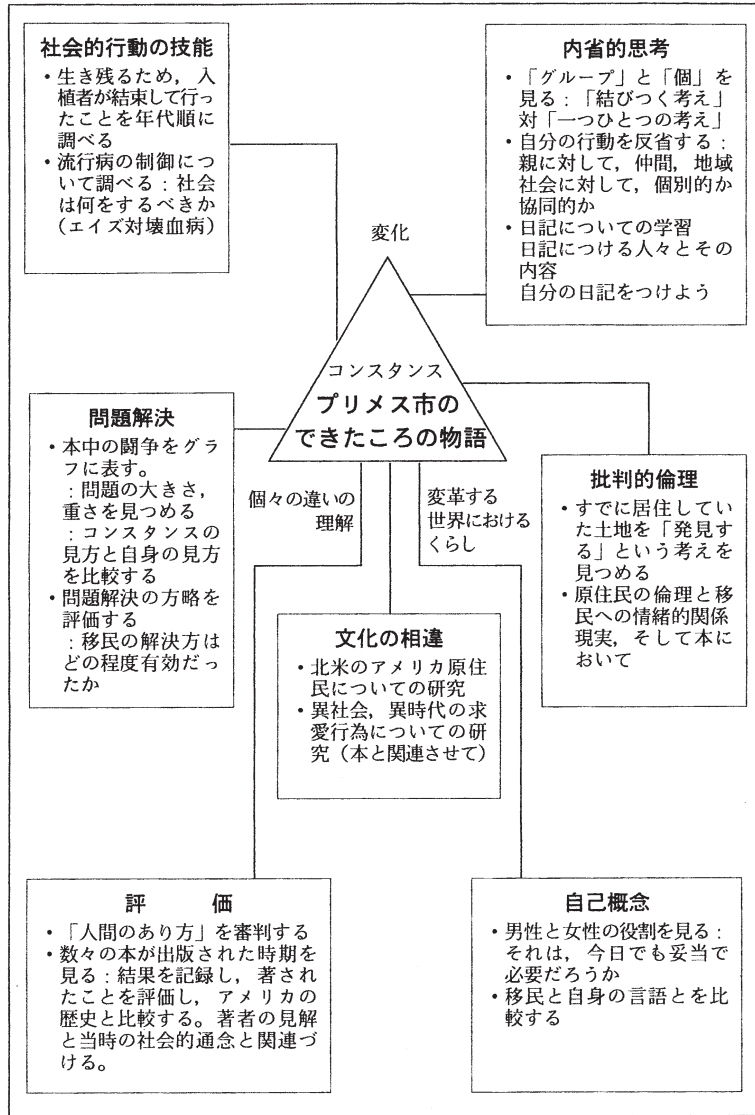 社会的行動の技能
・生き残るため，入
植者が結束して行っ
たことを年代順に
調べる
・流行病の制御につ
いて調べる：社会
は何をするべきか
（エイズ対壊血病）
内省的思考
・「グループ」と「個」を
見る：「結びつく考え」
対「一つひとつの考え」
・自分の行動を反省する：
親に対して，仲間，地域
社会に対して，個別的か
協同的か
・日記についての学習
日記につける人々とその
内容
自分の日記をつけよう
変化
コンスタンス
プリメス市の
できたころの物語
問題解決
・本中の闘争をグラ
フに表す。
：問題の大きさ，
重さを見つめる
：コンスタンスの
見方と自身の見方
を比較する
・問題解決の方略を
評価する
：移民の解決方は
どの程度有効だっ
たか
個々の違いの
理解
変革する
世界における
くらし
批判的倫理
・すでに居住してい
た土地を「発見す
る」という考えを
見つめる
・原住民の倫理と移
民への情緒的関係
現実，そして本に
おいて
文化の相違
・北米のアメリカ原住
民についての研究
・異社会，異時代の求
愛行為についての研
究（本と関連させて）
評　価
・「人間のあり方」を審判する
・数々の本が出版された時期を
見る：結果を記録し，著され
たことを評価し，アメリカの
歴史と比較する。著者の見解
と当時の社会的通念と関連づ
ける。
自己概念
・男性と女性の役割を見る：
それは，今日でも妥当で
必要だろうか
・移民と自身の言語とを比
較する